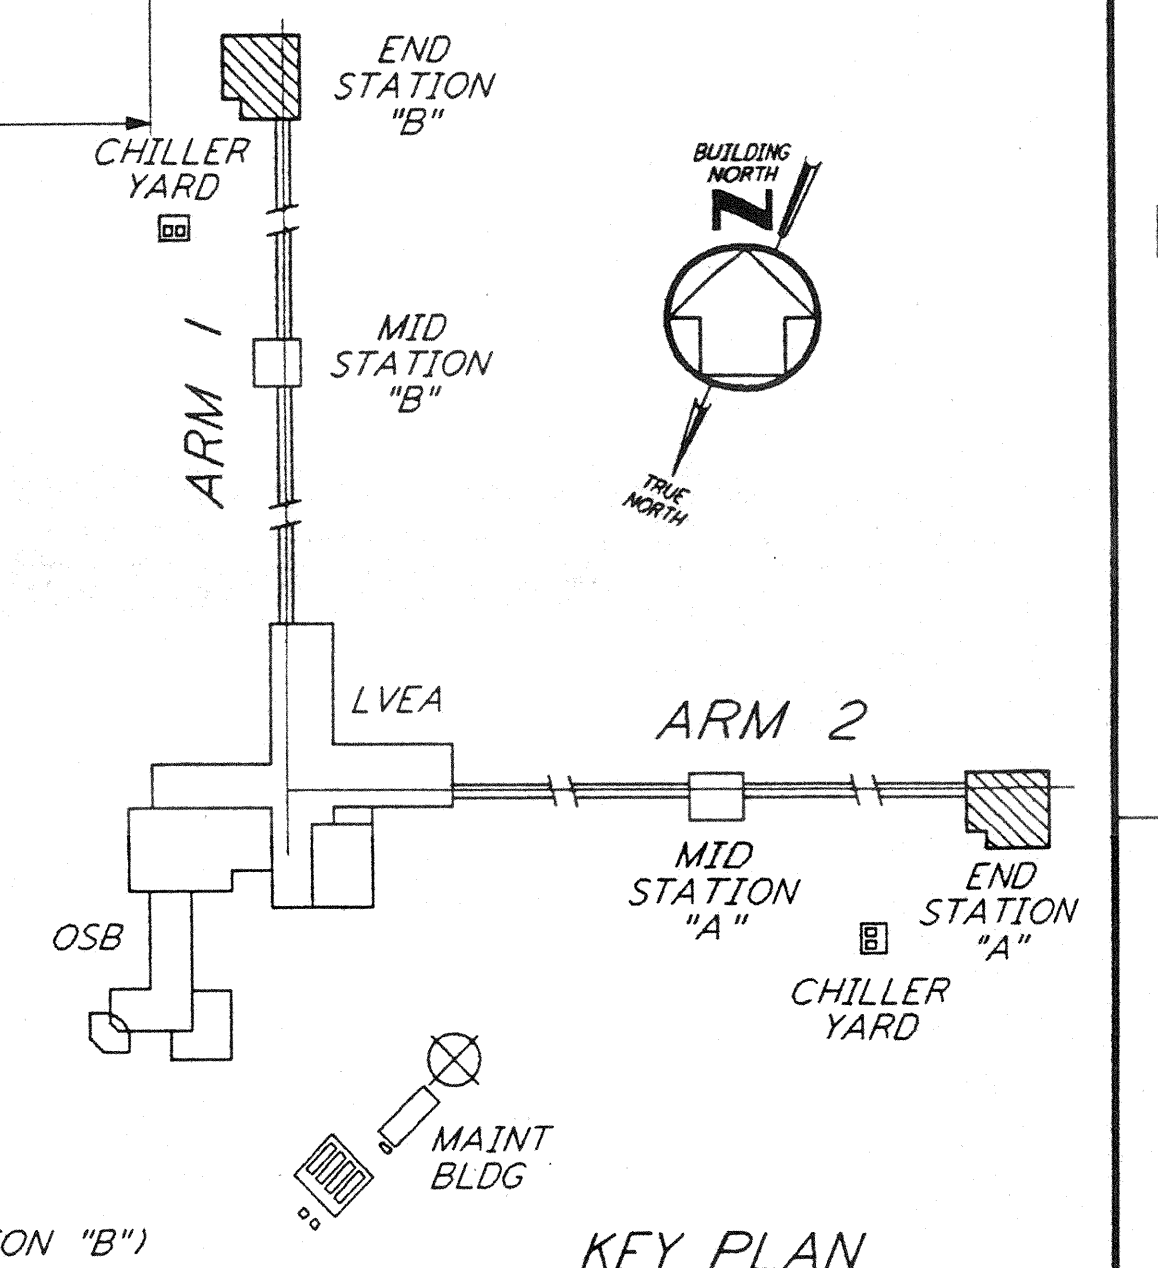 END
STATION
"B"
CHILLER
YARD
BUILDING
NORTH
N
ARM 1
MID
STATION
"B"
TRUE
NORTH
LVEA
ARM 2
MID
STATION
"A"
END
STATION
"A"
OSB
CHILLER
YARD
MAINT
BLDG
ON "B")
KEY PLAN